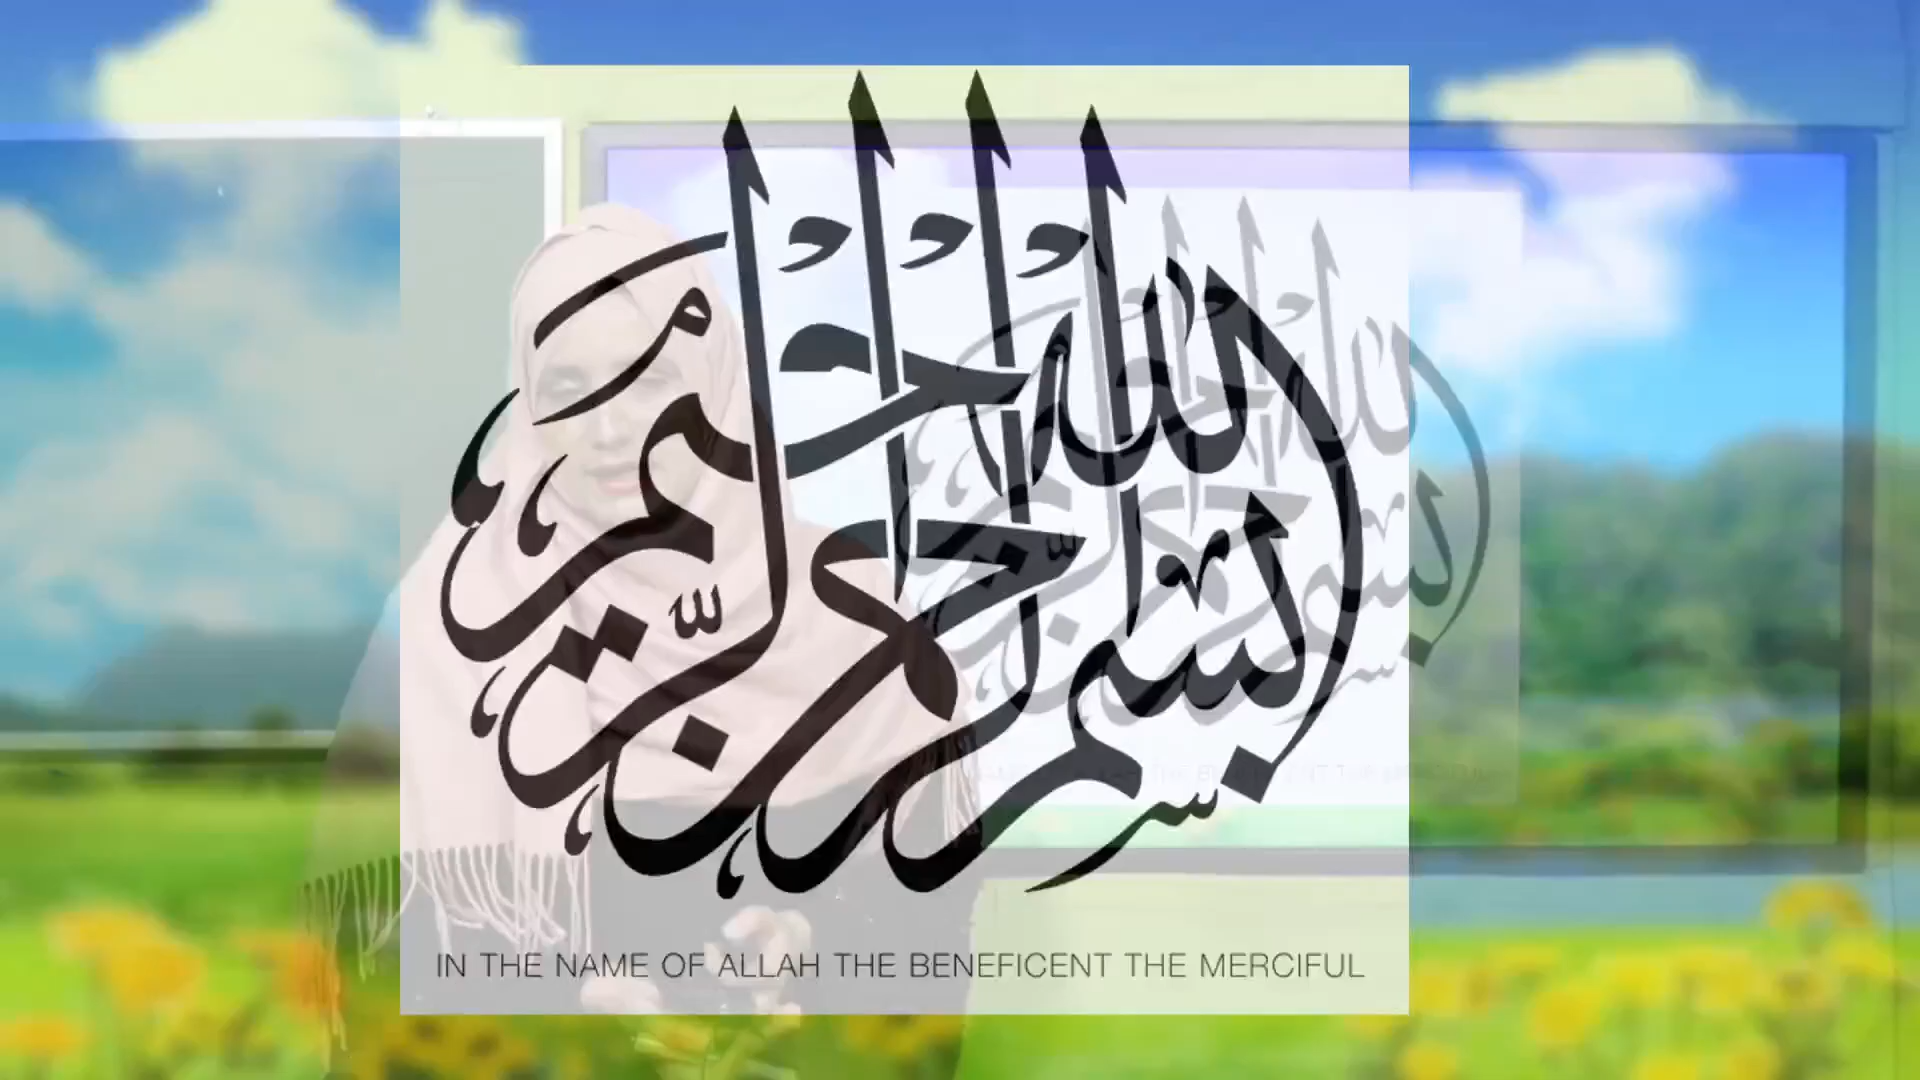 بسم الله الرحمن الرحيم
IN THE NAME OF ALLAH THE BENEFICENT THE MERCIFUL